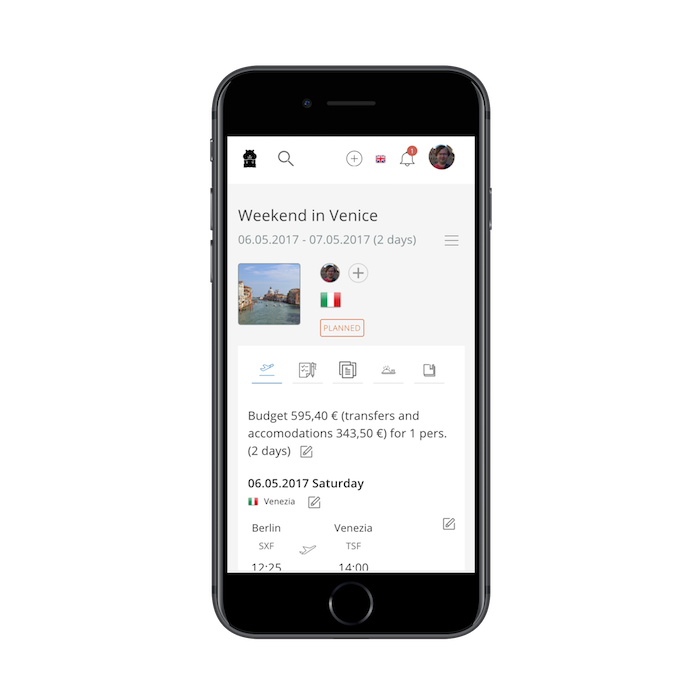 1
Weekend in Venice
06.05.2017 - 07.05.2017 (2 days)
PLANNED
Budget 595,40 € (transfers and
accomodations 343,50 €) for 1 pers.
(2 days)
06.05.2017 Saturday
Venezia
Berlin Venezia
SXF TSF
12:25 14:00